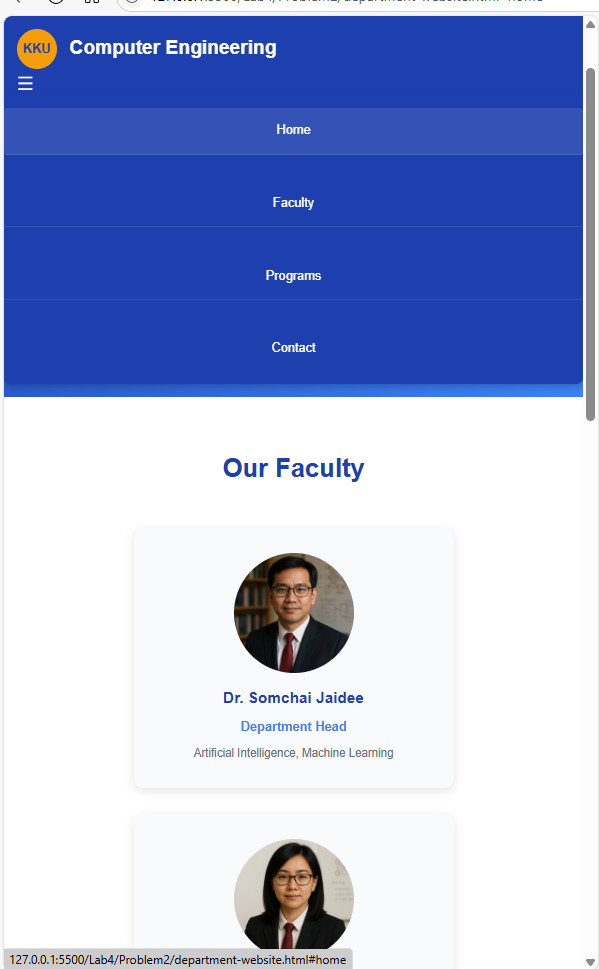 KKU Computer Engineering
Home
Faculty
Programs
Contact
Our Faculty
Dr. Somchai Jaidee
Department Head
Artificial Intelligence, Machine Learning
127.0.0.1:5500/Lab4/Problem2/department-website.html#home